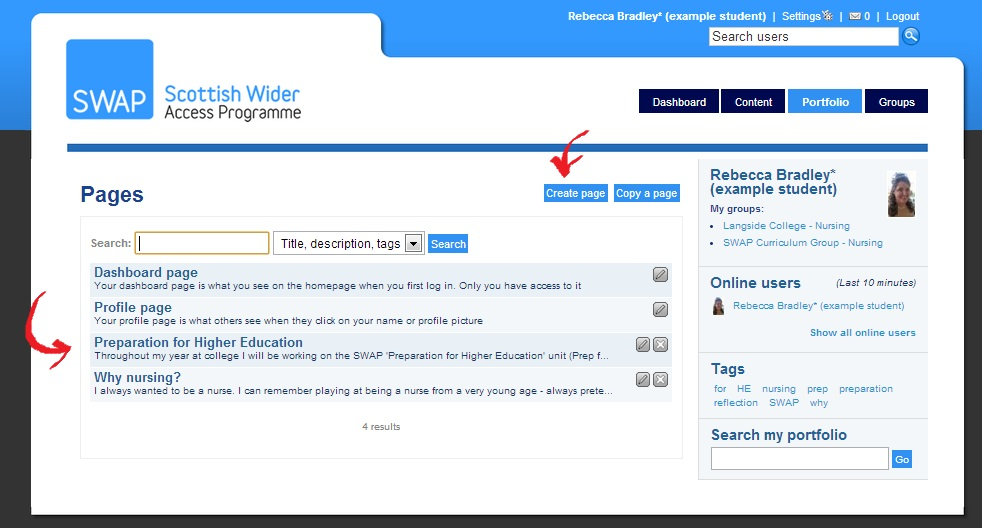 Rebecca Bradley* (example student) | Settings | 0 | Logout
Search users
SWAP
Scottish Wider
Access Programme
Dashboard Content Portfolio Groups
Pages
Create page Copy a page
Search: Title, description, tags Search
Dashboard page
Your dashboard page is what you see on the homepage when you first log in. Only you have access to it
Profile page
Your profile page is what others see when they click on your name or profile picture
Preparation for Higher Education
Throughout my year at college I will be working on the SWAP 'Preparation for Higher Education' unit (Prep f...
Why nursing?
I always wanted to be a nurse. I can remember playing at being a nurse from a very young age - always prete...
4 results
Rebecca Bradley*
(example student)
My groups:
Langside College - Nursing
SWAP Curriculum Group - Nursing
Online users (Last 10 minutes)
Rebecca Bradley* (example student)
Show all online users
Tags
for HE nursing prep preparation
reflection SWAP why
Search my portfolio
Go